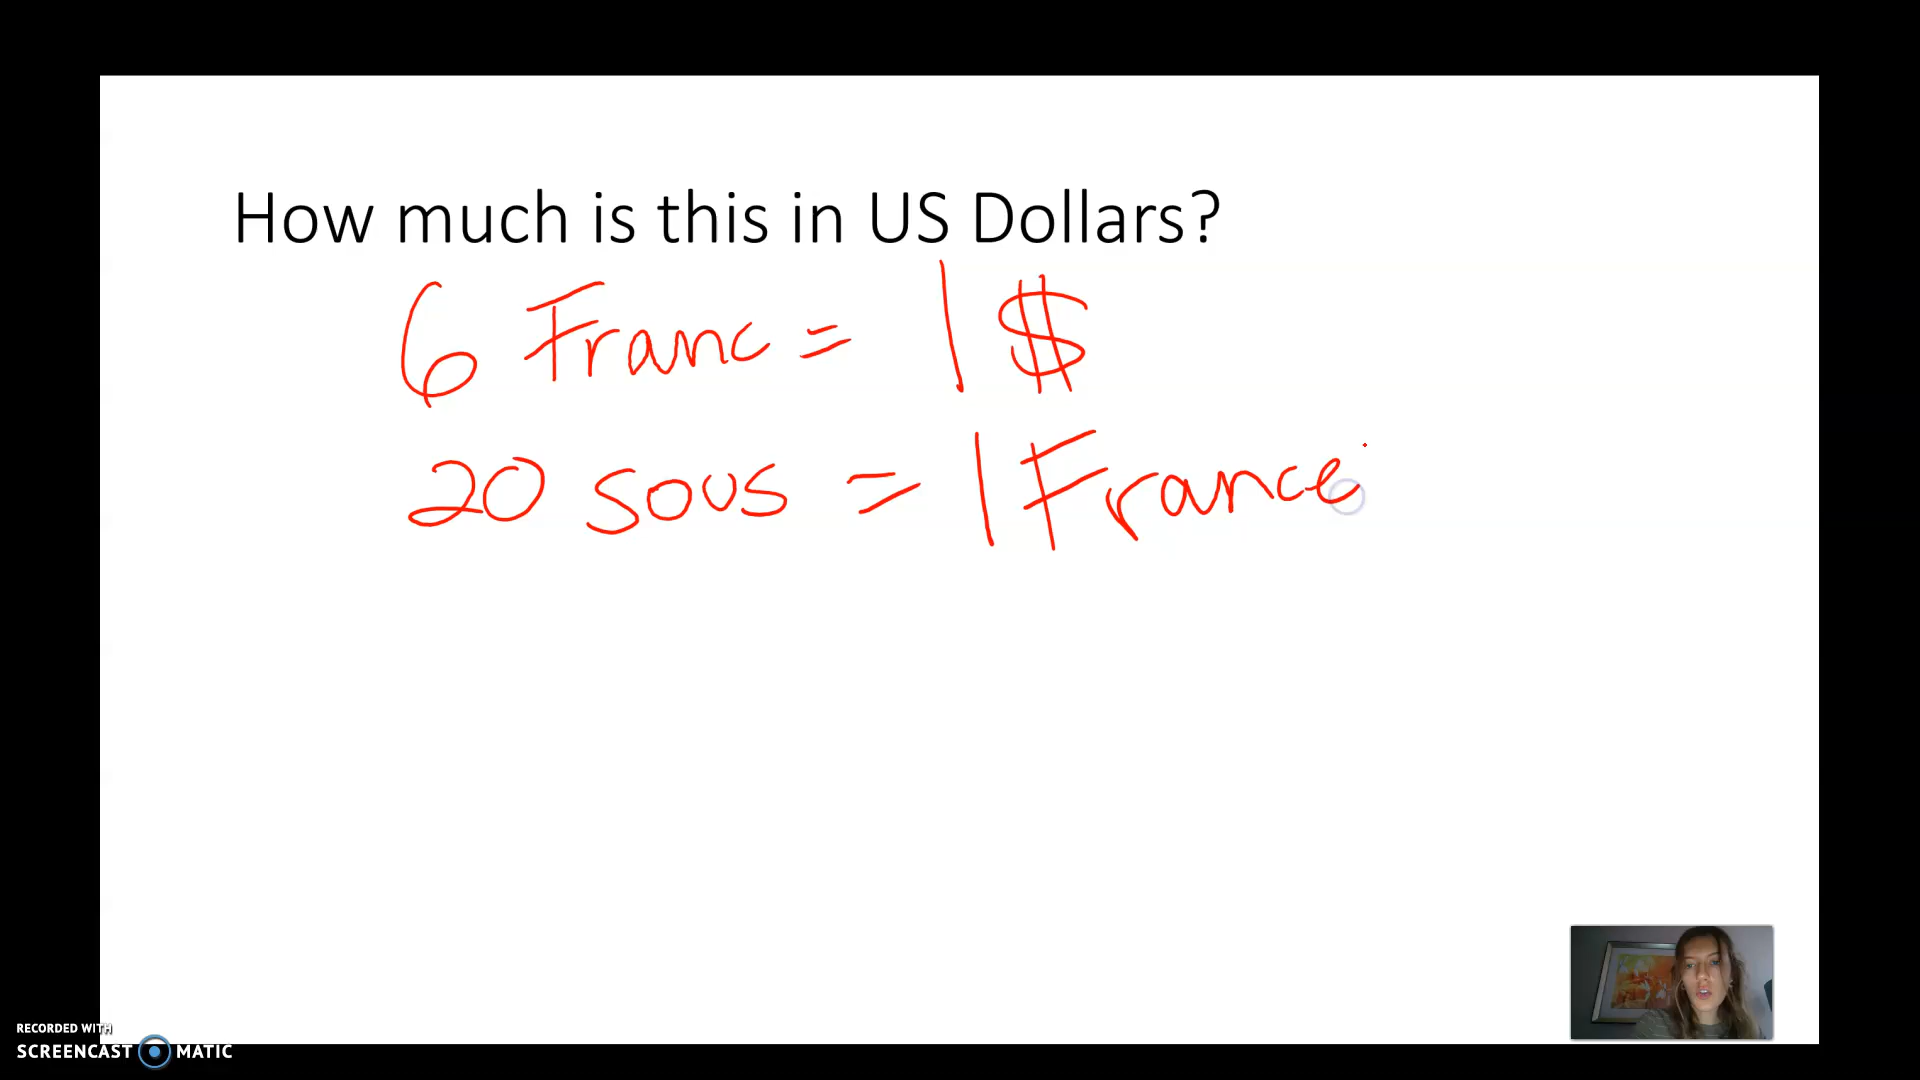 How much is this in US Dollars?
6 Franc = 1 $
20 sous = 1 France
RECORDED WITH
SCREENCAST MATIC